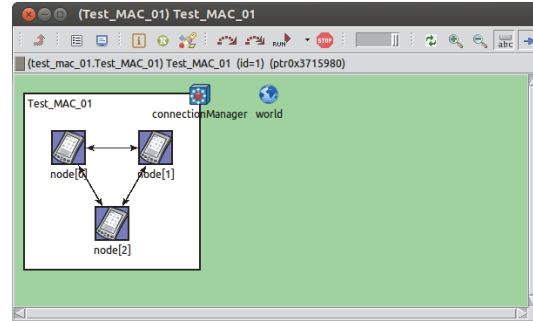 (Test_MAC_01) Test_MAC_01
RUN
STOP
abc
(test_mac_01.Test_MAC_01) Test_MAC_01 (id=1) (ptr0x3715980)
Test_MAC_01
connectionManager world
node[0] node[1]
node[2]